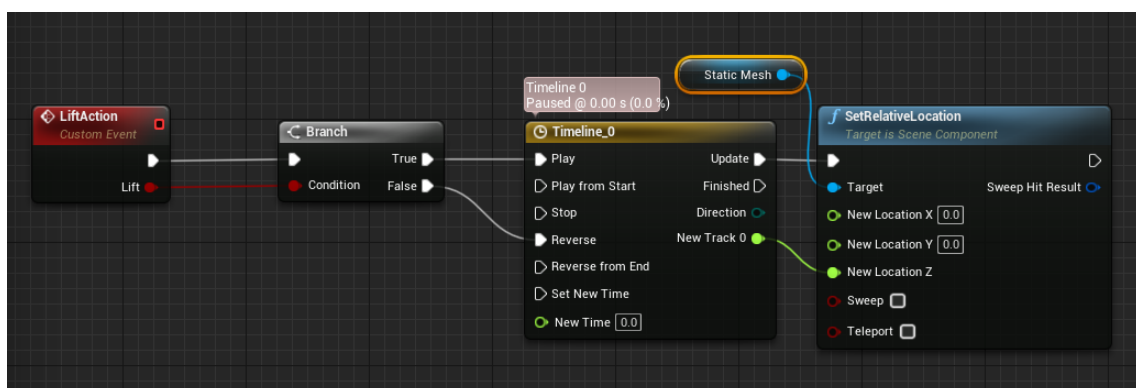 Static Mesh
Timeline 0
Paused @ 0.00 s (0.0 %)
LiftAction
Custom Event
Lift
Branch
True
Condition
False
Timeline_0
Play
Update
Play from Start
Finished
Stop
Direction
Reverse
New Track 0
Reverse from End
Set New Time
New Time 0.0
SetRelativeLocation
Target is Scene Component
Target
Sweep Hit Result
New Location X 0.0
New Location Y 0.0
New Location Z
Sweep
Teleport